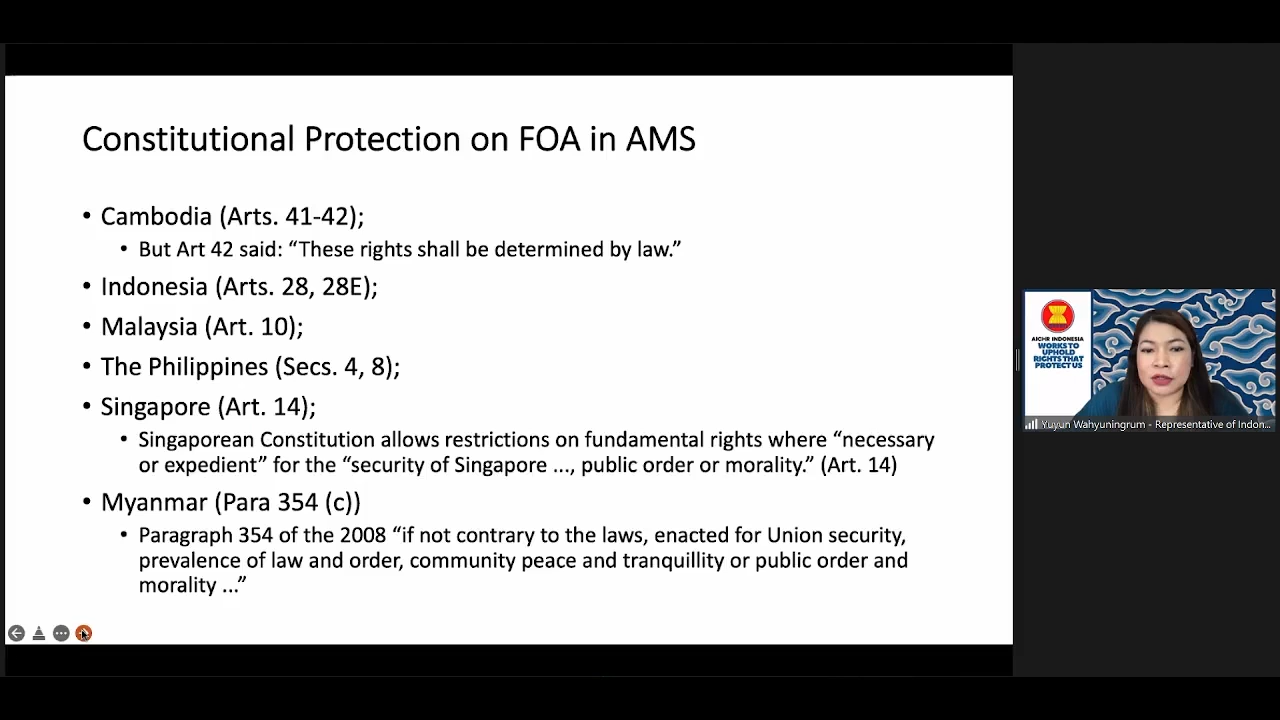 Constitutional Protection on FOA in AMS
• Cambodia (Arts. 41-42);
• But Art 42 said: “These rights shall be determined by law.”
• Indonesia (Arts. 28, 28E);
• Malaysia (Art. 10);
• The Philippines (Secs. 4, 8);
• Singapore (Art. 14);
• Singaporean Constitution allows restrictions on fundamental rights where “necessary
or expedient” for the “security of Singapore ..., public order or morality.” (Art. 14)
• Myanmar (Para 354 (c))
• Paragraph 354 of the 2008 “if not contrary to the laws, enacted for Union security,
prevalence of law and order, community peace and tranquillity or public order and
morality ...”
AICHR INDONESIA
WORKS TO
UPHOLD
RIGHTS THAT
PROTECT US
Yuyun Wahyuningrum - Representative of Indon...